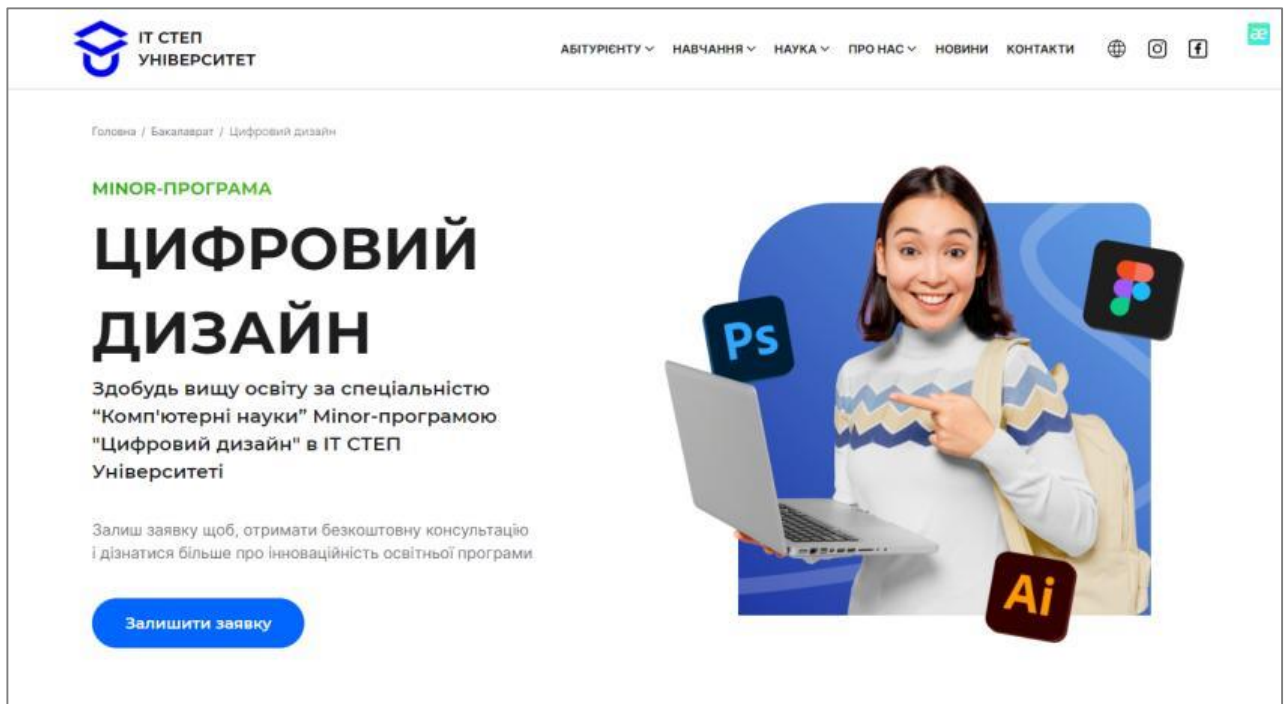 IT СТЕП
УНІВЕРСИТЕТ
АБІТУРІЄНТУ НАВЧАННЯ НАУКА ПРО НАС НОВИНИ КОНТАКТИ
æ
Головна / Бакалаврат / Цифровий дизайн
MINOR-ПРОГРАМА
ЦИФРОВИЙ
ДИЗАЙН
Здобудь вищу освіту за спеціальністю
“Комп'ютерні науки” Minor-програмою
"Цифровий дизайн" в ІТ СТЕП
Університеті
Залиш заявку щоб, отримати безкоштовну консультацію
і дізнатися більше про інноваційність освітньої програми
Залишити заявку
Ps
Ai